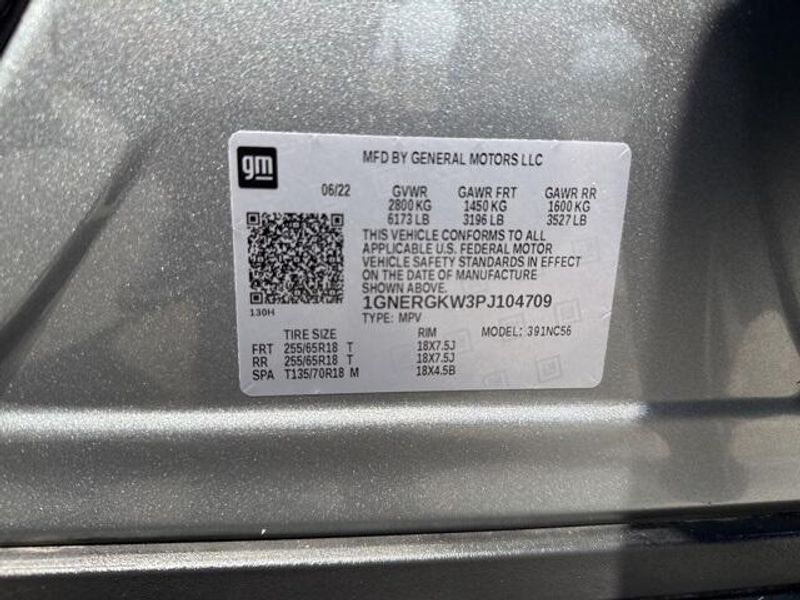 gm
MFD BY GENERAL MOTORS LLC
06/22 GVWR GAWR FRT GAWR RR
2800 KG 1450 KG 1600 KG
6173 LB 3196 LB 3527 LB
THIS VEHICLE CONFORMS TO ALL
APPLICABLE U.S. FEDERAL MOTOR
VEHICLE SAFETY STANDARDS IN EFFECT
ON THE DATE OF MANUFACTURE
SHOWN ABOVE.
1GNERGKW3PJ104709
130H
TYPE: MPV
TIRE SIZE RIM MODEL: 391NC56
FRT 255/65R18 T 18X7.5J
RR 255/65R18 T 18X7.5J
SPA T135/70R18 M 18X4.5B